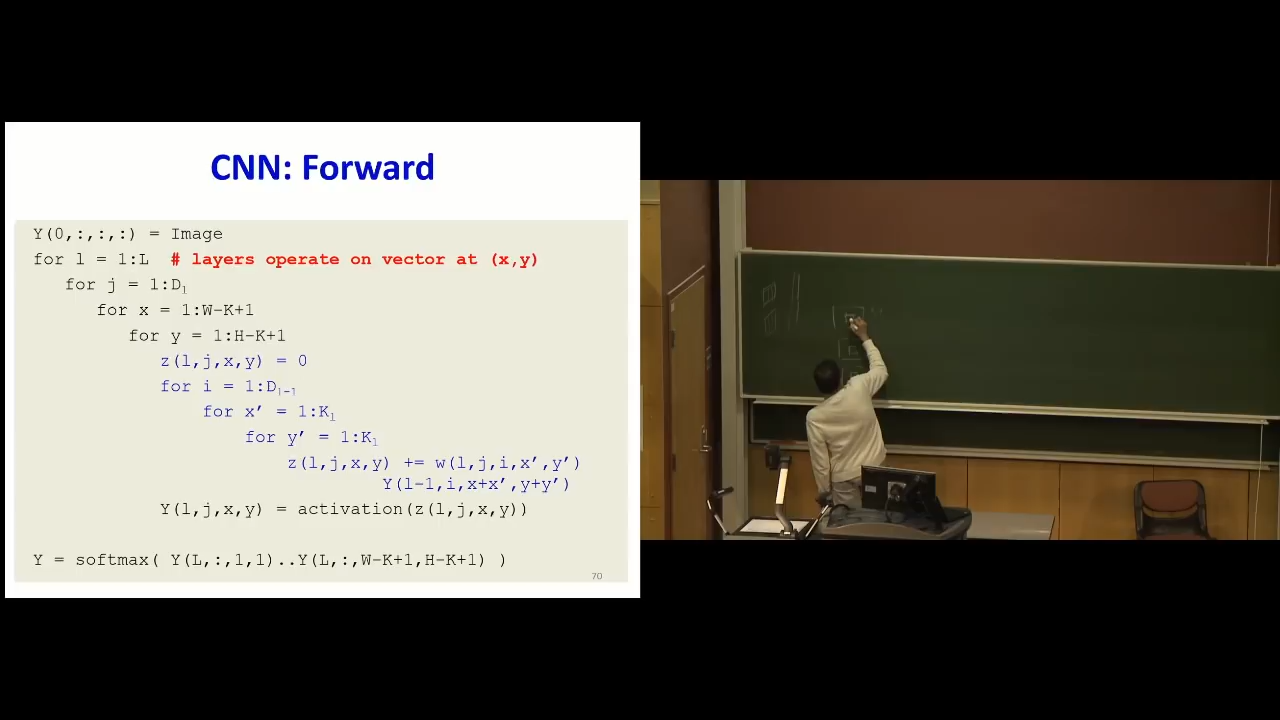 CNN: Forward
Y(0,:,:,:) = Image
for l = 1:L # layers operate on vector at (x,y)
for j = 1:Dl
for x = 1:W-K+1
for y = 1:H-K+1
z(l,j,x,y) = 0
for i = 1:Dl-1
for x’ = 1:Kl
for y’ = 1:Kl
z(l,j,x,y) += w(l,j,i,x’,y’)
Y(l-1,i,x+x’,y+y’)
Y(l,j,x,y) = activation(z(l,j,x,y))
Y = softmax( Y(L,:,1,1)..Y(L,:,W-K+1,H-K+1) )
70